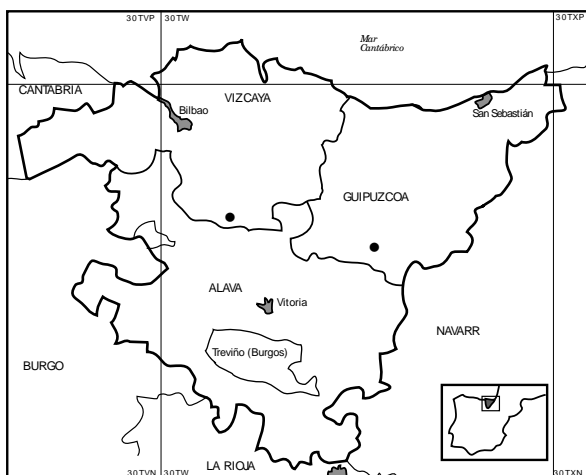 30TVP 30TW 30TXP
Mar
Cantábrico
CANTABRIA
VIZCAYA
Bilbao
San Sebastián
GUIPUZCOA
ALAVA
Vitoria
NAVARR
Treviño (Burgos)
BURGO
LA RIOJA
30TVN 30TW 30TXN